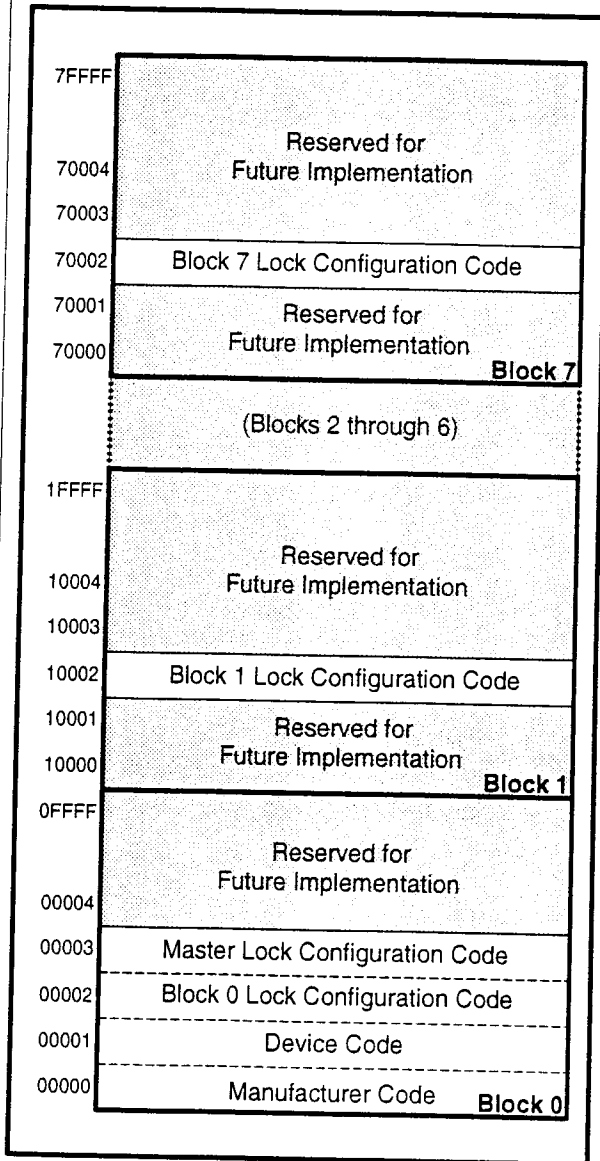 7FFFF
Reserved for
70004 Future Implementation
70003
70002 Block 7 Lock Configuration Code
70001 Reserved for
70000 Future Implementation Block 7
(Blocks 2 through 6)
1FFFF
Reserved for
10004 Future Implementation
10003
10002 Block 1 Lock Configuration Code
10001 Reserved for
10000 Future Implementation Block 1
0FFFF
Reserved for
Future Implementation
00004
00003 Master Lock Configuration Code
00002 Block 0 Lock Configuration Code
00001 Device Code
00000 Manufacturer Code Block 0